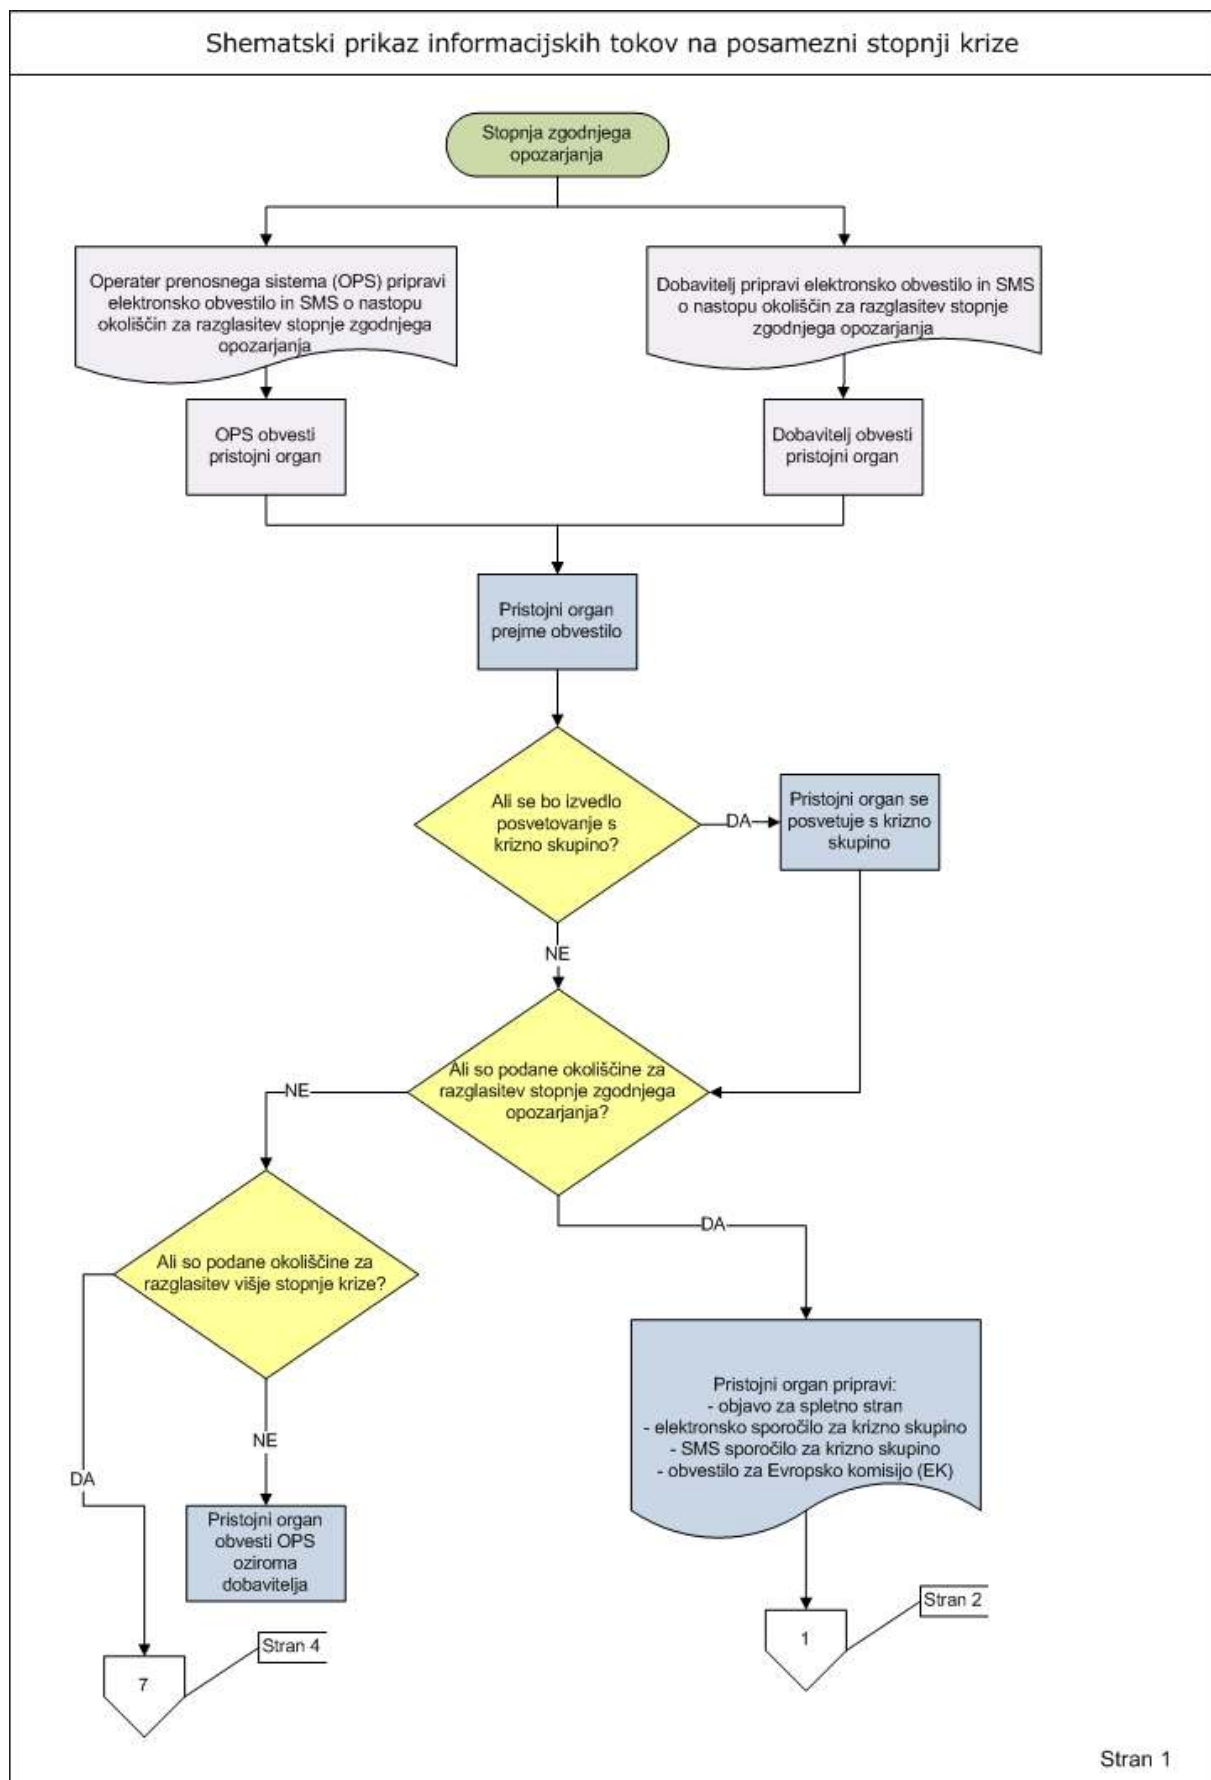 Shematski prikaz informacijskih tokov na posamezni stopnji krize
Stopnja zgodnjega
opozarjanja
Operater prenosnega sistema (OPS) pripravi
elektronsko obvestilo in SMS o nastopu
okoliščin za razglasitev stopnje zgodnjega
opozarjanja
Dobavitelj pripravi elektronsko obvestilo in SMS
o nastopu okoliščin za razglasitev stopnje
zgodnjega opozarjanja
OPS obvesti
pristojni organ
Dobavitelj obvesti
pristojni organ
Pristojni organ
prejme obvestilo
Ali se bo izvedlo
posvetovanje s
krizno skupino?
DA
Pristojni organ se
posvetuje s krizno
skupino
NE
Ali so podane okoliščine za
razglasitev stopnje zgodnjega
opozarjanja?
NE
DA
Ali so podane okoliščine za
razglasitev višje stopnje krize?
Pristojni organ pripravi:
- objavo za spletno stran
- elektronsko sporočilo za krizno skupino
- SMS sporočilo za krizno skupino
- obvestilo za Evropsko komisijo (EK)
NE
DA
Pristojni organ
obvesti OPS
oziroma
dobavitelja
Stran 2
1
Stran 4
7
Stran 1